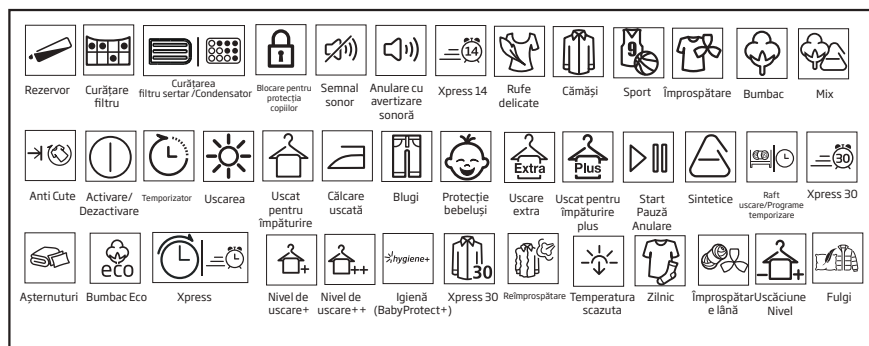 14
9
Rezervor
Curățare
filtru
Curățarea
filtru sertar /Condensator
Blocare pentru
protecția
copiilor
Semnal
sonor
Anulare cu
avertizare
sonoră
Xpress 14
Rufe
delicate
Cămăși
Sport
Împrospătare
Bumbac
Mix
Extra
Plus
30
Anti Cute
Activare/
Dezactivare
Temporizator
Uscarea
Uscat
pentru
împăturire
Călcare
uscată
Blugi
Protecție
bebeluși
Uscare
extra
Uscat pentru
împăturire
plus
Start
Pauză
Anulare
Sintetice
Raft
uscare/Programe
temporizare
Xpress 30
eco
+
++
hygiene+
30
- +
Așternuturi
Bumbac Eco
Xpress
Nivel de
uscare+
Nivel de
uscare++
Igienă
(BabyProtect+)
Xpress 30
Reîmprospătare
Temperatura
scazuta
Zilnic
Împrospătar
e lână
Uscăciune
Nivel
Fulgi